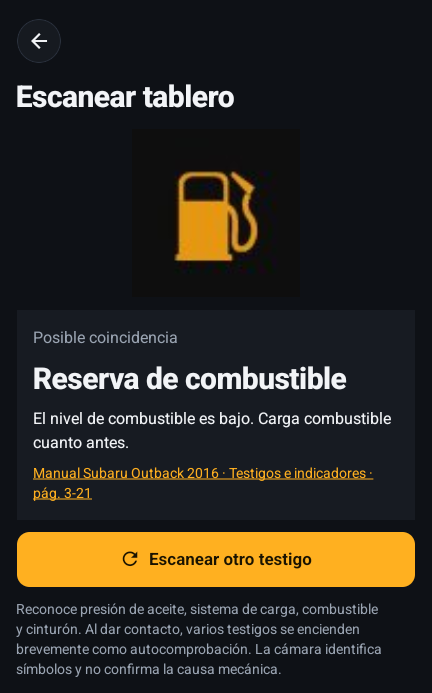 Escanear tablero
Posible coincidencia
Reserva de combustible
El nivel de combustible es bajo. Carga combustible
cuanto antes.
Manual Subaru Outback 2016 · Testigos e indicadores ·
pág. 3-21
Escanear otro testigo
Reconoce presión de aceite, sistema de carga, combustible
y cinturón. Al dar contacto, varios testigos se encienden
brevemente como autocomprobación. La cámara identifica
símbolos y no confirma la causa mecánica.